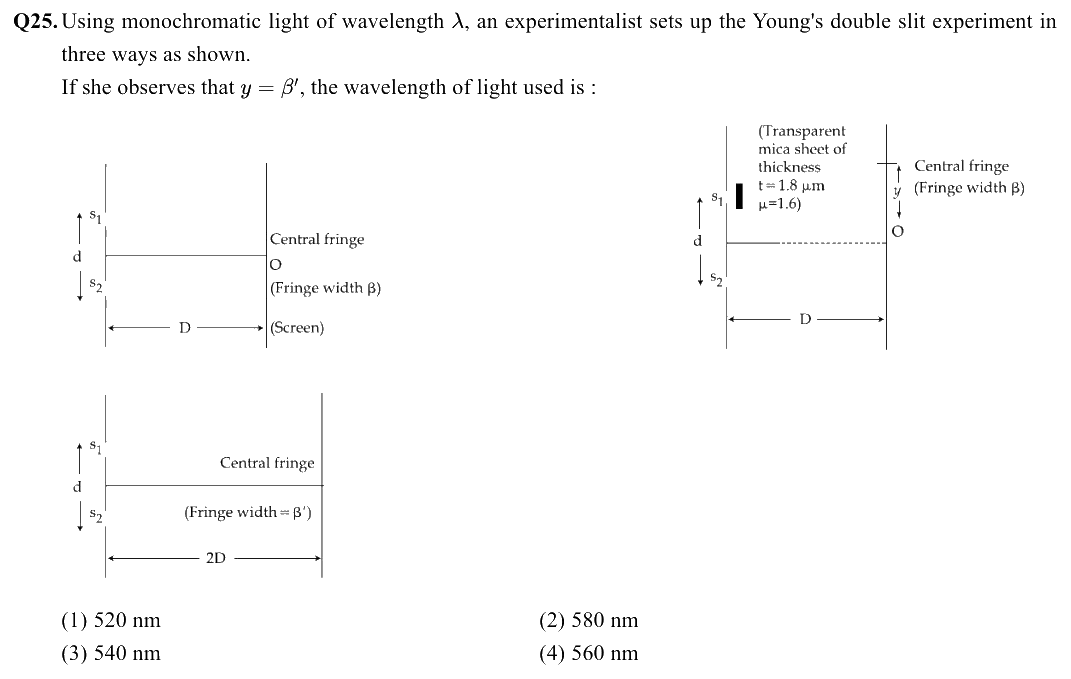 Q25. Using monochromatic light of wavelength λ, an experimentalist sets up the Young's double slit experiment in
three ways as shown.
If she observes that y = β′, the wavelength of light used is :
S1
d
S2
Central fringe
O
(Fringe width β)
D
(Screen)
(Transparent
mica sheet of
thickness
t = 1.8 μm
μ=1.6)
S1
d
S2
Central fringe
y (Fringe width β)
O
D
S1
d
S2
Central fringe
(Fringe width = β′)
2D
(1) 520 nm
(2) 580 nm
(3) 540 nm
(4) 560 nm